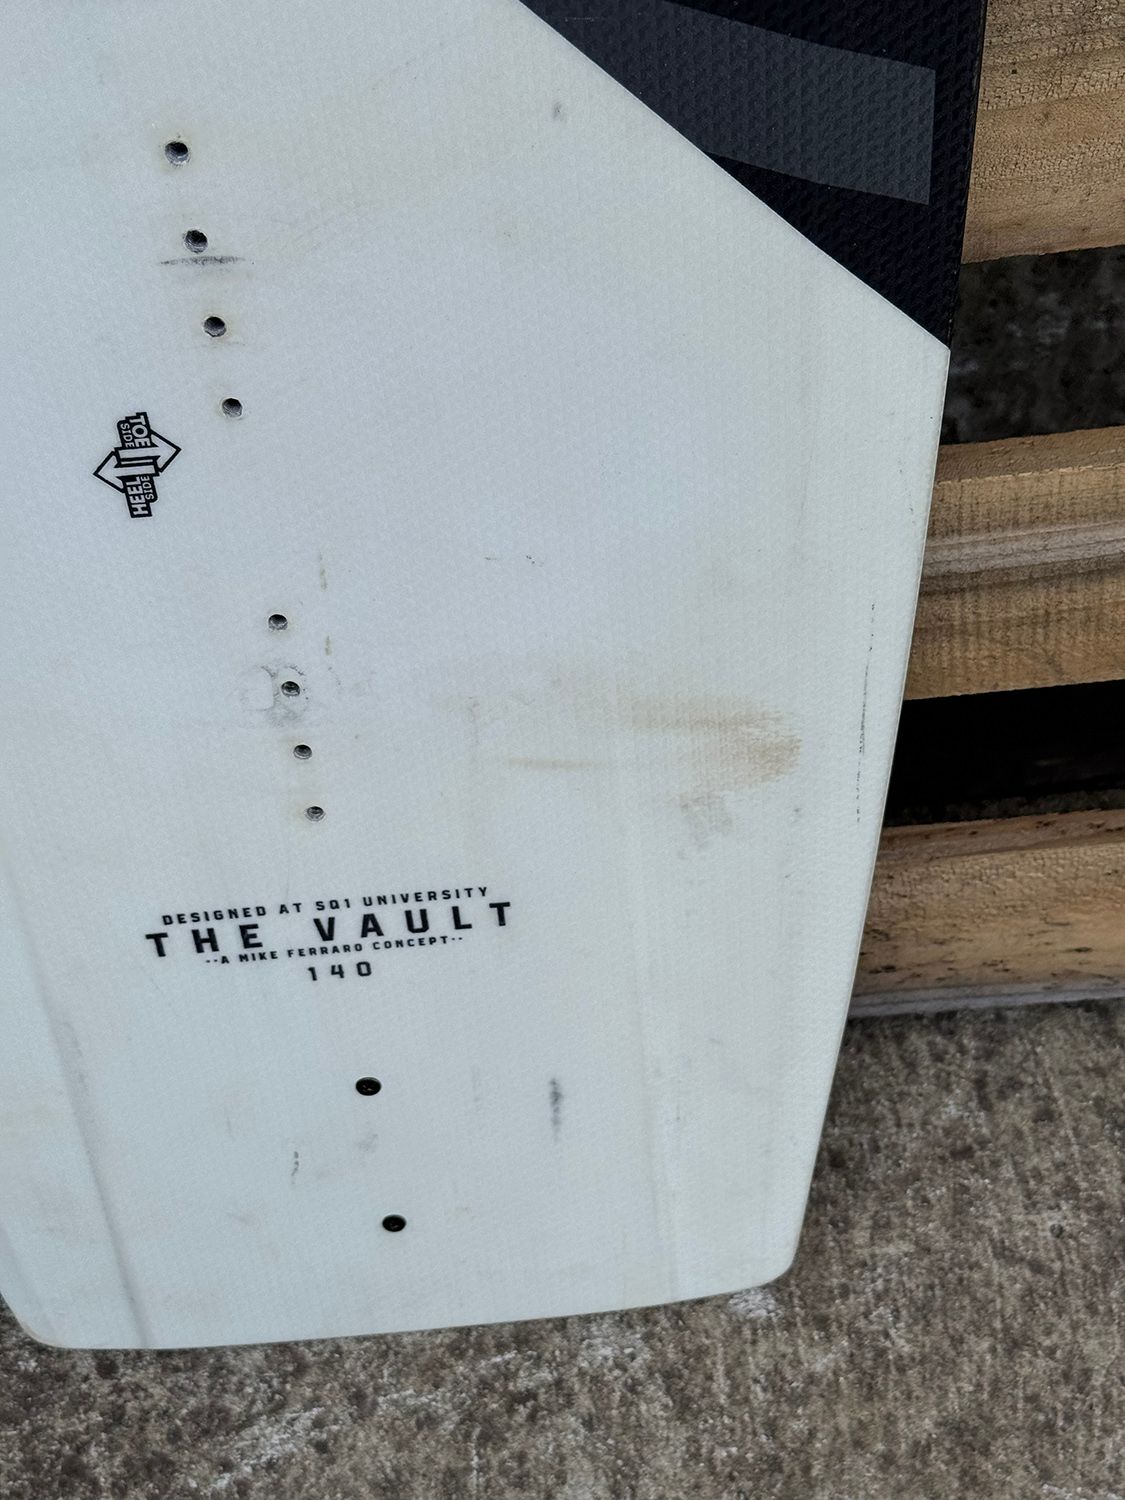 TOE
SIDE
HEEL
SIDE
DESIGNED AT SQ1 UNIVERSITY
THE VAULT
--A MIKE FERRARO CONCEPT--
140